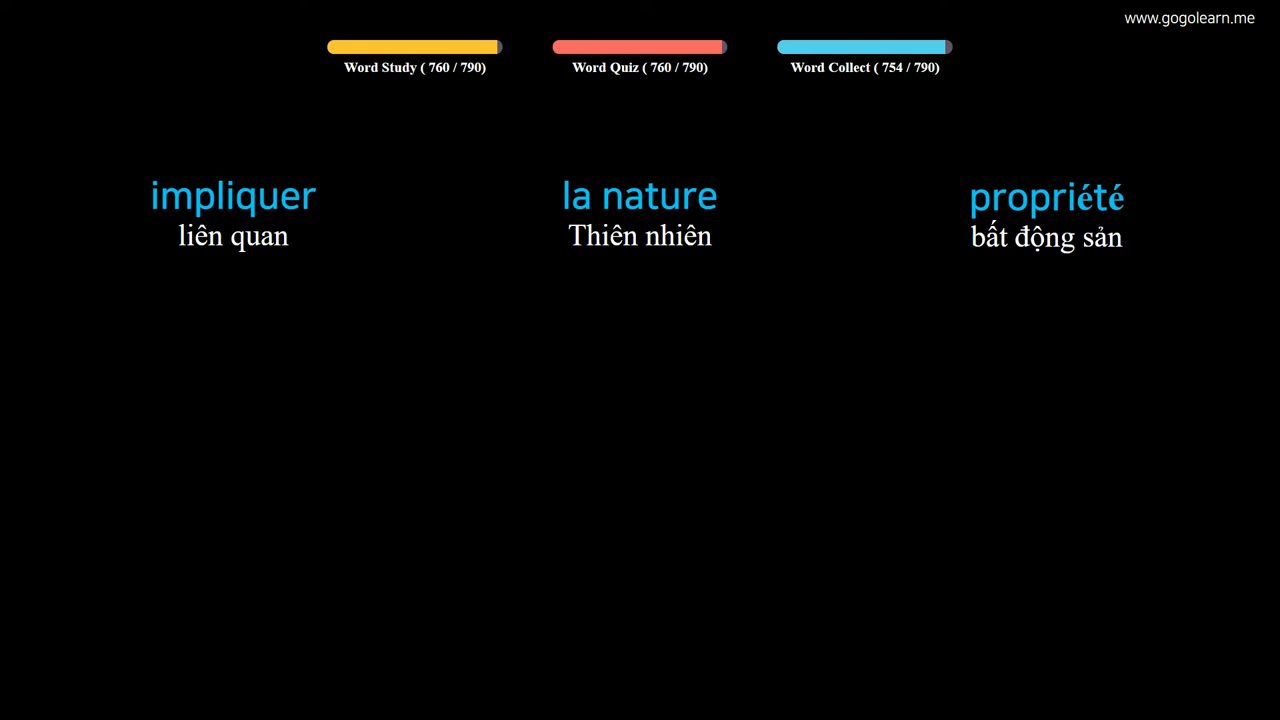 www.gogolearn.me
Word Study ( 760 / 790)
Word Quiz ( 760 / 790)
Word Collect ( 754 / 790)
impliquer
liên quan
la nature
Thiên nhiên
propriété
bất động sản